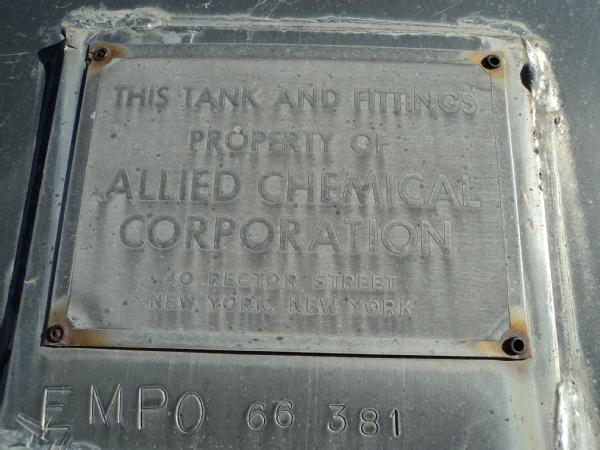 THIS TANK AND FITTINGS
PROPERTY OF
ALLIED CHEMICAL
CORPORATION
40 RECTOR STREET
NEW YORK, NEW YORK
EMPO 66 381